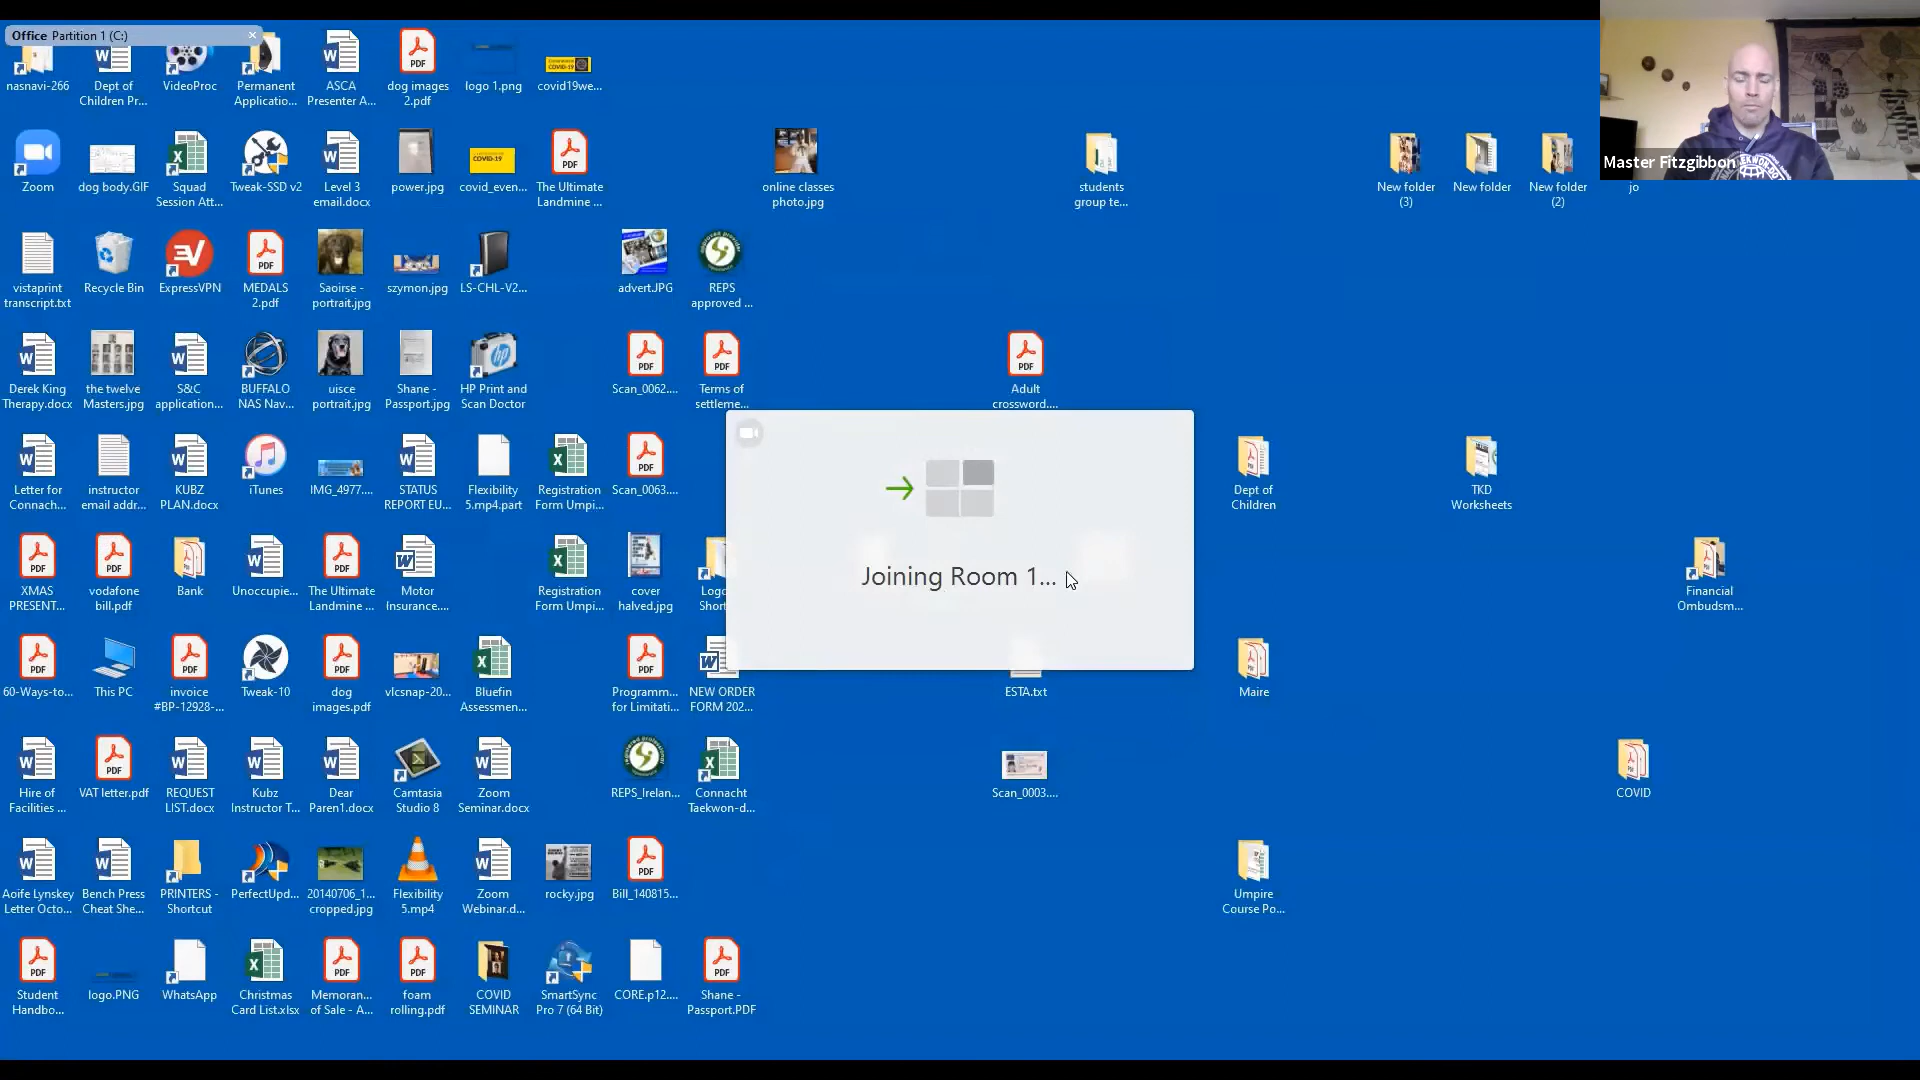 Office Partition 1 (C:)
nasnavi-266
Dept of
Children Pr...
VideoProc
Permanent
Applicatio...
ASCA
Presenter A...
dog images
2.pdf
logo 1.png
covid19we...
Master Fitzgibbon
Zoom
dog body.GIF
Squad
Session Att...
Tweak-SSD v2
Level 3
email.docx
power.jpg
covid_even...
The Ultimate
Landmine ...
online classes
photo.jpg
students
group te...
New folder
(3)
New folder
New folder
(2)
jo
vistaprint
transcript.txt
Recycle Bin
ExpressVPN
MEDALS
2.pdf
Saoirse -
portrait.jpg
szymon.jpg
LS-CHL-V2...
advert.JPG
REPS
approved ...
Derek King
Therapy.docx
the twelve
Masters.jpg
S&C
application...
BUFFALO
NAS Nav...
uisce
portrait.jpg
Shane -
Passport.jpg
HP Print and
Scan Doctor
Scan_0062....
Terms of
settleme...
Adult
crossword....
Letter for
Connach...
instructor
email addr...
KUBZ
PLAN.docx
iTunes
IMG_4977....
STATUS
REPORT EU...
Flexibility
5.mp4.part
Registration
Form Umpi...
Scan_0063....
Dept of
Children
TKD
Worksheets
Joining Room 1...
XMAS
PRESENT...
vodafone
bill.pdf
Bank
Unoccupie...
The Ultimate
Landmine ...
Motor
Insurance....
Registration
Form Umpi...
cover
halved.jpg
Logo
Short
Financial
Ombudsm...
60-Ways-to...
This PC
invoice
#BP-12928-...
Tweak-10
dog
images.pdf
vlcsnap-20...
Bluefin
Assessmen...
Programm...
for Limitati...
NEW ORDER
FORM 202...
ESTA.txt
Maire
Hire of
Facilities ...
VAT letter.pdf
REQUEST
LIST.docx
Kubz
Instructor T...
Dear
Paren1.docx
Camtasia
Studio 8
Zoom
Seminar.docx
REPS_Irelan...
Connacht
Taekwon-d...
Scan_0003....
COVID
Aoife Lynskey
Letter Octo...
Bench Press
Cheat She...
PRINTERS -
Shortcut
PerfectUpd...
20140706_1...
cropped.jpg
Flexibility
5.mp4
Zoom
Webinar.d...
rocky.jpg
Bill_140815...
Umpire
Course Po...
Student
Handbo...
logo.PNG
WhatsApp
Christmas
Card List.xlsx
Memoran...
of Sale - A...
foam
rolling.pdf
COVID
SEMINAR
SmartSync
Pro 7 (64 Bit)
CORE.p12....
Shane -
Passport.PDF